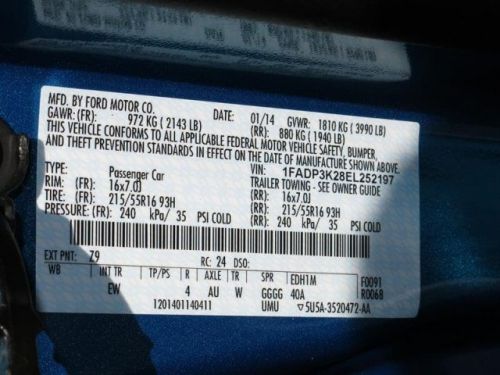 MFD. BY FORD MOTOR CO.
DATE: 01/14 GVWR: 1810 KG ( 3990 LB)
GAWR:(FR) 972 KG ( 2143 LB) (RR) 880 KG ( 1940 LB)
THIS VEHICLE CONFORMS TO ALL APPLICABLE FEDERAL MOTOR VEHICLE SAFETY, BUMPER,
AND THEFT PREVENTION STANDARDS IN EFFECT ON THE DATE OF MANUFACTURE SHOWN ABOVE.
VIN: 1FADP3K28EL252197
TYPE: Passenger Car TRAILER TOWING - SEE OWNER GUIDE
RIM: (FR) 16x7.0J (RR) 16x7.0J
TIRE: (FR) 215/55R16 93H (RR) 215/55R16 93H
PRESSURE:(FR) 240 kPa/ 35 PSI COLD (RR) 240 kPa/ 35 PSI COLD
EXT PNT: Z9 RC: 24 DSO: F0091
WB INT TR TP/PS R AXLE TR SPR EDH1M R0068
EW 4 AU W GGGG 40A
1201401140411 UMU 5U5A-3520472-AA